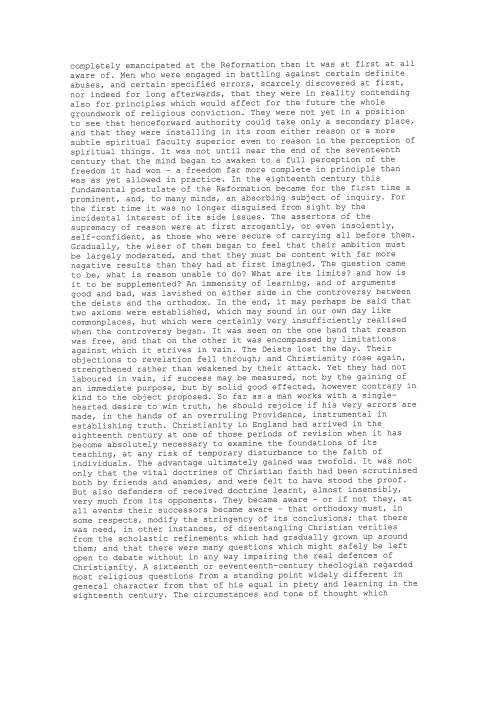 completely emancipated at the Reformation than it was at first at all
aware of. Men who were engaged in battling against certain definite
abuses, and certain specified errors, scarcely discovered at first,
nor indeed for long afterwards, that they were in reality contending
also for principles which would affect for the future the whole
groundwork of religious conviction. They were not yet in a position
to see that henceforward authority could take only a secondary place,
and that they were installing in its room either reason or a more
subtle spiritual faculty superior even to reason in the perception of
spiritual things. It was not until near the end of the seventeenth
century that the mind began to awaken to a full perception of the
freedom it had won - a freedom far more complete in principle than
was as yet allowed in practice. In the eighteenth century this
fundamental postulate of the Reformation became for the first time a
prominent, and, to many minds, an absorbing subject of inquiry. For
the first time it was no longer disguised from sight by the
incidental interest of its side issues. The assertors of the
supremacy of reason were at first arrogantly, or even insolently,
self-confident, as those who were secure of carrying all before them.
Gradually, the wiser of them began to feel that their ambition must
be largely moderated, and that they must be content with far more
negative results than they had at first imagined. The question came
to be, what is reason unable to do? What are its limits? and how is
it to be supplemented? An immensity of learning, and of arguments
good and bad, was lavished on either side in the controversy between
the deists and the orthodox. In the end, it may perhaps be said that
two axioms were established, which may sound in our own day like
commonplaces, but which were certainly very insufficiently realised
when the controversy began. It was seen on the one hand that reason
was free, and that on the other it was encompassed by limitations
against which it strives in vain. The Deists lost the day. Their
objections to revelation fell through; and Christianity rose again,
strengthened rather than weakened by their attack. Yet they had not
laboured in vain, if success may be measured, not by the gaining of
an immediate purpose, but by solid good effected, however contrary in
kind to the object proposed. So far as a man works with a single-
hearted desire to win truth, he should rejoice if his very errors are
made, in the hands of an overruling Providence, instrumental in
establishing truth. Christianity in England had arrived in the
eighteenth century at one of those periods of revision when it has
become absolutely necessary to examine the foundations of its
teaching, at any risk of temporary disturbance to the faith of
individuals. The advantage ultimately gained was twofold. It was not
only that the vital doctrines of Christian faith had been scrutinised
both by friends and enemies, and were felt to have stood the proof.
But also defenders of received doctrine learnt, almost insensibly,
very much from its opponents. They became aware - or if not they, at
all events their successors became aware - that orthodoxy must, in
some respects, modify the stringency of its conclusions; that there
was need, in other instances, of disentangling Christian verities
from the scholastic refinements which had gradually grown up around
them; and that there were many questions which might safely be left
open to debate without in any way impairing the real defences of
Christianity. A sixteenth or seventeenth-century theologian regarded
most religious questions from a standing point widely different in
general character from that of his equal in piety and learning in the
eighteenth century. The circumstances and tone of thought which